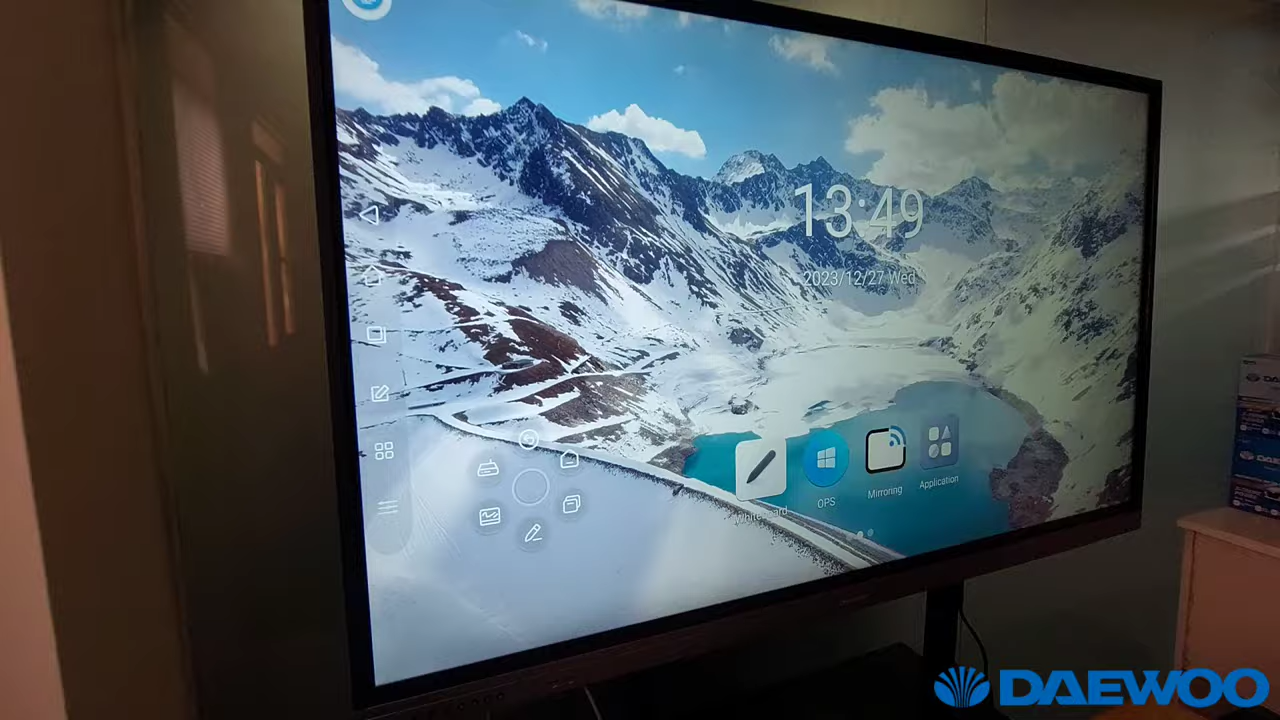 13:49
2023/12/27 Wed
Whiteboard
OPS
Mirroring
Application
DAEWOO